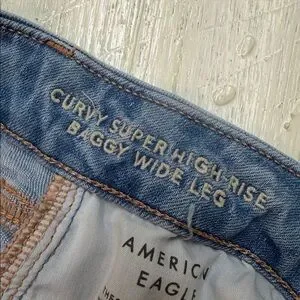 CURVY SUPER HIGH-RISE
BAGGY WIDE LEG
AMERICAN
EAGLE